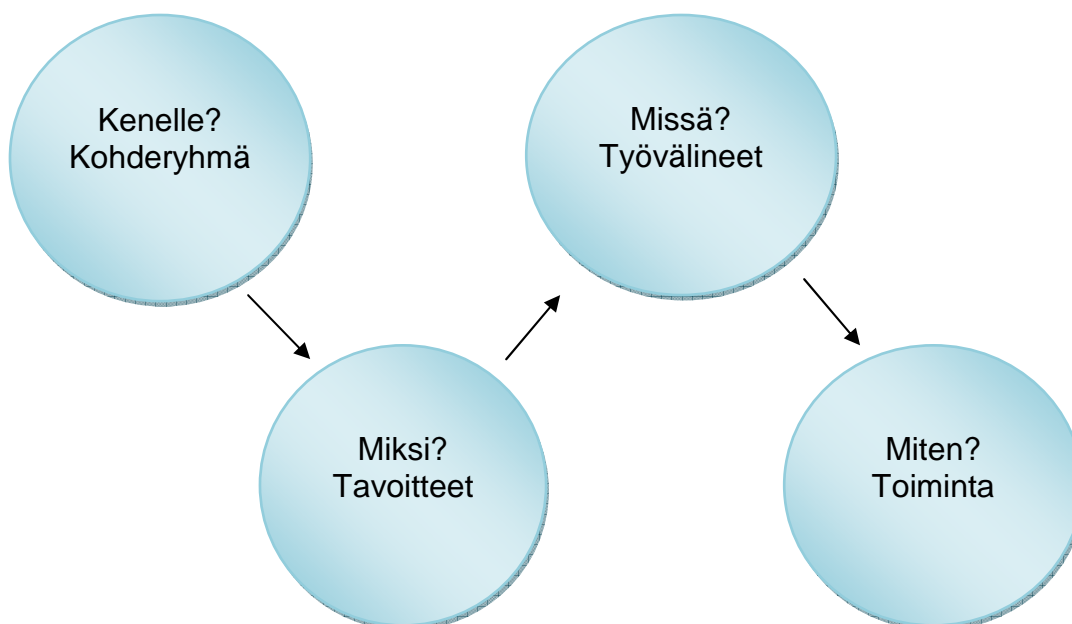 Kenelle?
Kohderyhmä
Miksi?
Tavoitteet
Missä?
Työvälineet
Miten?
Toiminta